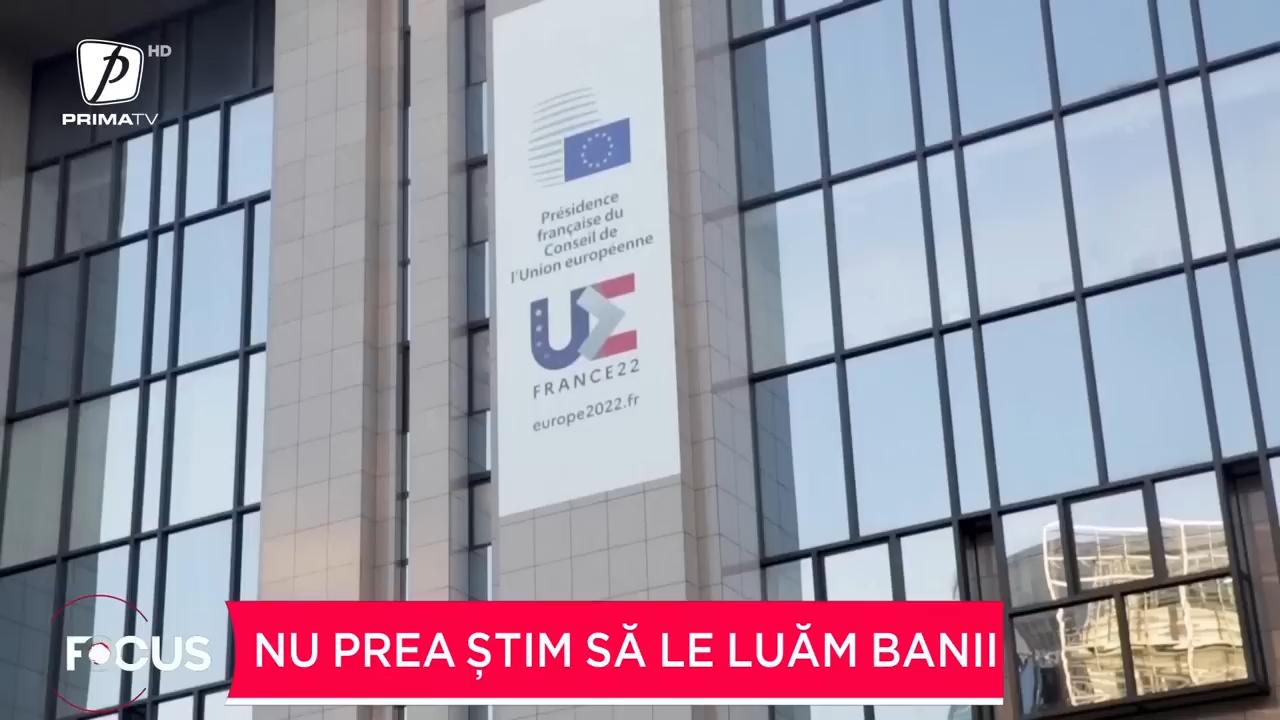 HD
PRIMATV
Présidence
française du
Conseil de
l'Union européenne
UE
FRANCE22
europe2022.fr
FOCUS
NU PREA ȘTIM SĂ LE LUĂM BANII